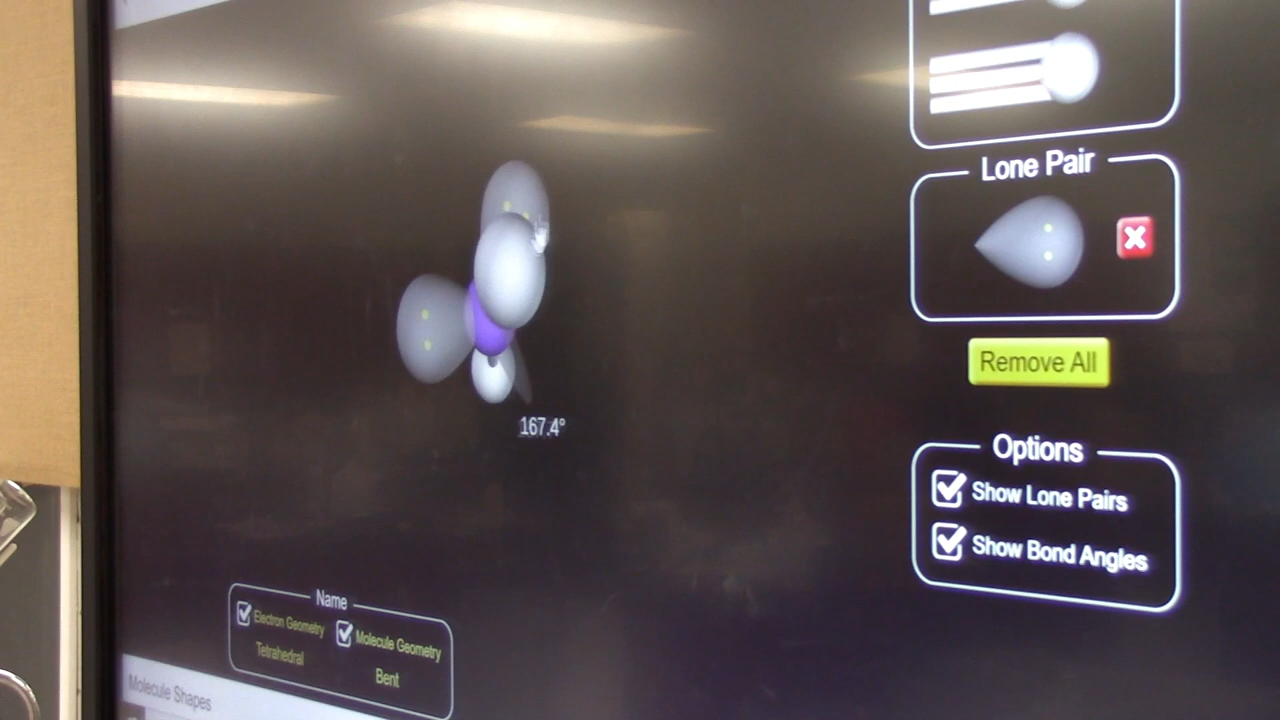 Lone Pair
Remove All
167.4°
Options
Show Lone Pairs
Show Bond Angles
Name
Electron Geometry
Molecule Geometry
Tetrahedral
Bent
Molecule Shapes